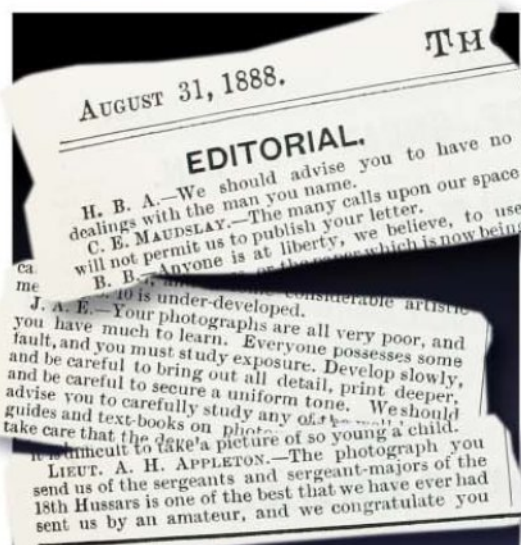 TH
AUGUST 31, 1888.
EDITORIAL.
H. B. A.—We should advise you to have no
dealings with the man you name.
C. E. MAUDSLAY.—The many calls upon our space
will not permit us to publish your letter.
B. B.—Anyone is at liberty, we believe, to use
which is now being
considerable artistic
10 is under-developed.
J. A. E.—Your photographs are all very poor, and
you have much to learn. Everyone possesses some
fault, and you must study exposure. Develop slowly,
and be careful to bring out all detail, print deeper,
and be careful to secure a uniform tone. We should
advise you to carefully study any of
guides and text-books on
take care that the
it is difficult to take a picture of so young a child.
LIEUT. A. H. APPLETON.—The photograph you
send us of the sergeants and sergeant-majors of the
18th Hussars is one of the best that we have ever had
sent us by an amateur, and we congratulate you